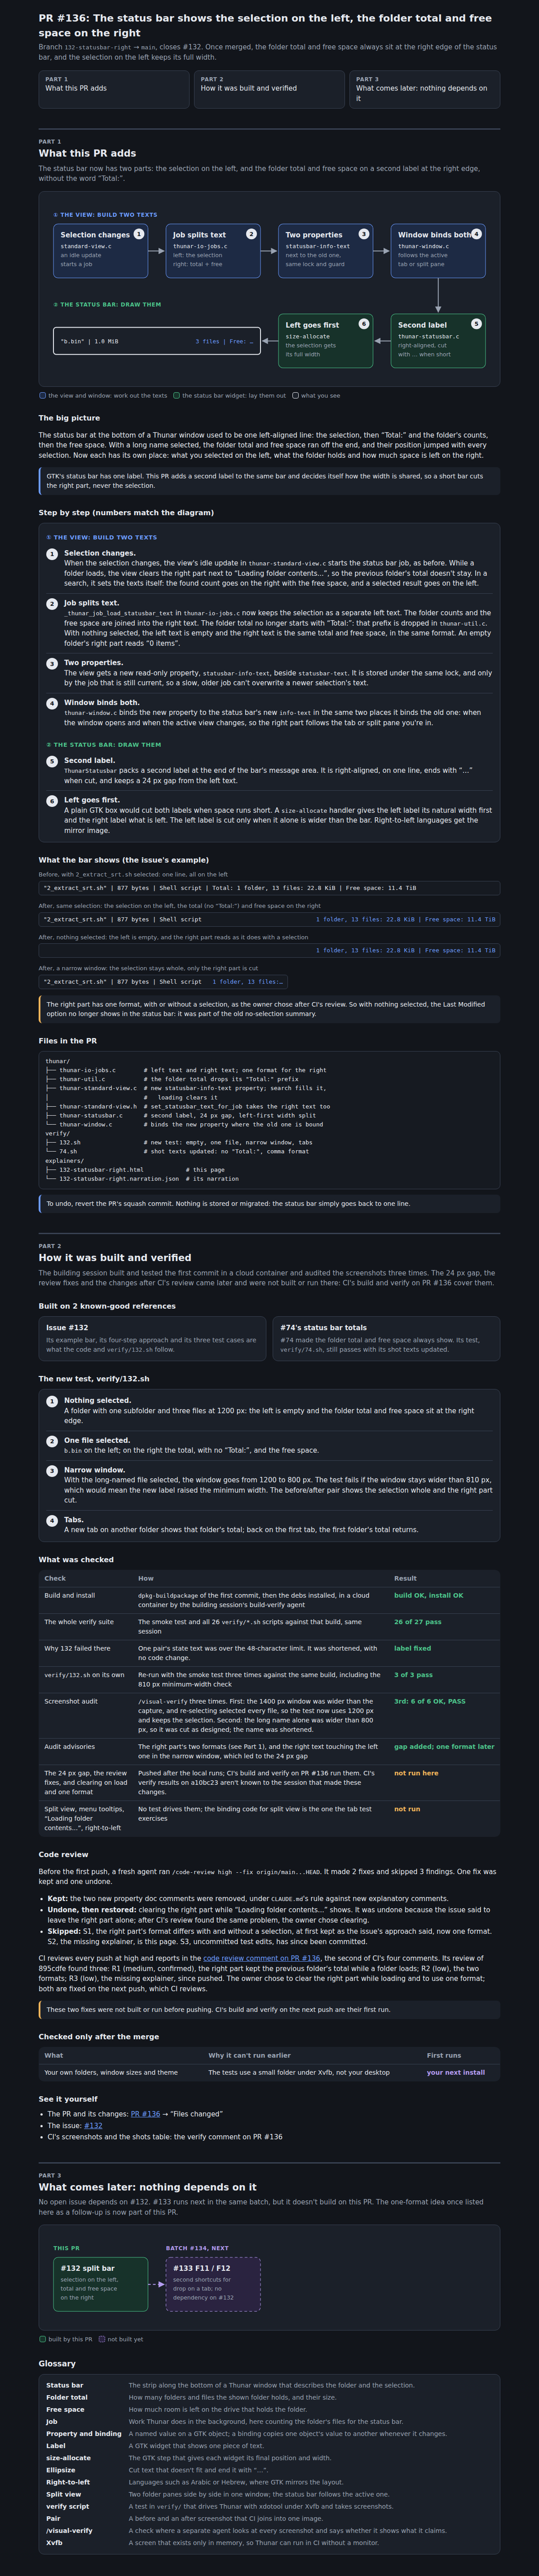 PR #136: The status bar shows the selection on the left, the folder total and free
space on the right
Branch 132-statusbar-right → main, closes #132. Once merged, the folder total and free space always sit at the right edge of the status
bar, and the selection on the left keeps its full width.
PART 1
What this PR adds
PART 2
How it was built and verified
PART 3
What comes later: nothing depends on
it
PART 1
What this PR adds
The status bar now has two parts: the selection on the left, and the folder total and free space on a second label at the right edge,
without the word “Total:”.
① THE VIEW: BUILD TWO TEXTS
Selection changes 1
standard-view.c
an idle update
starts a job
Job splits text 2
thunar-io-jobs.c
left: the selection
right: total + free
Two properties 3
statusbar-info-text
next to the old one,
same lock and guard
Window binds both 4
thunar-window.c
follows the active
tab or split pane
② THE STATUS BAR: DRAW THEM
"b.bin" | 1.0 MiB 3 files | Free: …
Left goes first 6
size-allocate
the selection gets
its full width
Second label 5
thunar-statusbar.c
right-aligned, cut
with … when short
the view and window: work out the texts the status bar widget: lay them out what you see
The big picture
The status bar at the bottom of a Thunar window used to be one left-aligned line: the selection, then “Total:” and the folder's counts,
then the free space. With a long name selected, the folder total and free space ran off the end, and their position jumped with every
selection. Now each has its own place: what you selected on the left, what the folder holds and how much space is left on the right.
GTK's status bar has one label. This PR adds a second label to the same bar and decides itself how the width is shared, so a short bar cuts
the right part, never the selection.
Step by step (numbers match the diagram)
① THE VIEW: BUILD TWO TEXTS
1 Selection changes.
When the selection changes, the view's idle update in thunar-standard-view.c starts the status bar job, as before. While a
folder loads, the view clears the right part next to “Loading folder contents…”, so the previous folder's total doesn't stay. In a
search, it sets the texts itself: the found count goes on the right with the free space, and a selected result goes on the left.
2 Job splits text.
_thunar_job_load_statusbar_text in thunar-io-jobs.c now keeps the selection as a separate left text. The folder counts and
the free space are joined into the right text. The folder total no longer starts with “Total:”: that prefix is dropped in thunar-util.c.
With nothing selected, the left text is empty and the right text is the same total and free space, in the same format. An empty
folder's right part reads “0 items”.
3 Two properties.
The view gets a new read-only property, statusbar-info-text, beside statusbar-text. It is stored under the same lock, and only
by the job that is still current, so a slow, older job can't overwrite a newer selection's text.
4 Window binds both.
thunar-window.c binds the new property to the status bar's new info-text in the same two places it binds the old one: when
the window opens and when the active view changes, so the right part follows the tab or split pane you're in.
② THE STATUS BAR: DRAW THEM
5 Second label.
ThunarStatusbar packs a second label at the end of the bar's message area. It is right-aligned, on one line, ends with “…”
when cut, and keeps a 24 px gap from the left text.
6 Left goes first.
A plain GTK box would cut both labels when space runs short. A size-allocate handler gives the left label its natural width first
and the right label what is left. The left label is cut only when it alone is wider than the bar. Right-to-left languages get the
mirror image.
What the bar shows (the issue's example)
Before, with 2_extract_srt.sh selected: one line, all on the left
"2_extract_srt.sh" | 877 bytes | Shell script | Total: 1 folder, 13 files: 22.8 KiB | Free space: 11.4 TiB
After, same selection: the selection on the left, the total (no “Total:”) and free space on the right
"2_extract_srt.sh" | 877 bytes | Shell script 1 folder, 13 files: 22.8 KiB | Free space: 11.4 TiB
After, nothing selected: the left is empty, and the right part reads as it does with a selection
1 folder, 13 files: 22.8 KiB | Free space: 11.4 TiB
After, a narrow window: the selection stays whole, only the right part is cut
"2_extract_srt.sh" | 877 bytes | Shell script 1 folder, 13 files:…
The right part has one format, with or without a selection, as the owner chose after CI's review. So with nothing selected, the Last Modified
option no longer shows in the status bar: it was part of the old no-selection summary.
Files in the PR
thunar/
├── thunar-io-jobs.c # left text and right text; one format for the right
├── thunar-util.c # the folder total drops its "Total:" prefix
├── thunar-standard-view.c # new statusbar-info-text property; search fills it,
│ # loading clears it
├── thunar-standard-view.h # set_statusbar_text_for_job takes the right text too
├── thunar-statusbar.c # second label, 24 px gap, left-first width split
└── thunar-window.c # binds the new property where the old one is bound
verify/
├── 132.sh # new test: empty, one file, narrow window, tabs
└── 74.sh # shot texts updated: no "Total:", comma format
explainers/
├── 132-statusbar-right.html # this page
└── 132-statusbar-right.narration.json # its narration
To undo, revert the PR's squash commit. Nothing is stored or migrated: the status bar simply goes back to one line.
PART 2
How it was built and verified
The building session built and tested the first commit in a cloud container and audited the screenshots three times. The 24 px gap, the
review fixes and the changes after CI's review came later and were not built or run there: CI's build and verify on PR #136 cover them.
Built on 2 known-good references
Issue #132
Its example bar, its four-step approach and its three test cases are
what the code and verify/132.sh follow.
#74's status bar totals
#74 made the folder total and free space always show. Its test,
verify/74.sh, still passes with its shot texts updated.
The new test, verify/132.sh
1 Nothing selected.
A folder with one subfolder and three files at 1200 px: the left is empty and the folder total and free space sit at the right
edge.
2 One file selected.
b.bin on the left; on the right the total, with no “Total:”, and the free space.
3 Narrow window.
With the long-named file selected, the window goes from 1200 to 800 px. The test fails if the window stays wider than 810 px,
which would mean the new label raised the minimum width. The before/after pair shows the selection whole and the right part
cut.
4 Tabs.
A new tab on another folder shows that folder's total; back on the first tab, the first folder's total returns.
What was checked
Check How Result
Build and install dpkg-buildpackage of the first commit, then the debs installed, in a cloud build OK, install OK
container by the building session's build-verify agent
The whole verify suite The smoke test and all 26 verify/*.sh scripts against that build, same 26 of 27 pass
session
Why 132 failed there One pair's state text was over the 48-character limit. It was shortened, with label fixed
no code change.
verify/132.sh on its own Re-run with the smoke test three times against the same build, including the 3 of 3 pass
810 px minimum-width check
Screenshot audit /visual-verify three times. First: the 1400 px window was wider than the 3rd: 6 of 6 OK, PASS
capture, and re-selecting selected every file, so the test now uses 1200 px
and keeps the selection. Second: the long name alone was wider than 800
px, so it was cut as designed; the name was shortened.
Audit advisories The right part's two formats (see Part 1), and the right text touching the left gap added; one format later
one in the narrow window, which led to the 24 px gap
The 24 px gap, the review Pushed after the local runs; CI's build and verify on PR #136 run them. CI's not run here
fixes, and clearing on load verify results on a10bc23 aren't known to the session that made these
and one format changes.
Split view, menu tooltips, No test drives them; the binding code for split view is the one the tab test not run
“Loading folder exercises
contents…”, right-to-left
Code review
Before the first push, a fresh agent ran /code-review high --fix origin/main...HEAD. It made 2 fixes and skipped 3 findings. One fix was
kept and one undone.
• Kept: the two new property doc comments were removed, under CLAUDE.md's rule against new explanatory comments.
• Undone, then restored: clearing the right part while “Loading folder contents…” shows. It was undone because the issue said to
leave the right part alone; after CI's review found the same problem, the owner chose clearing.
• Skipped: S1, the right part's format differs with and without a selection, at first kept as the issue's approach said, now one format.
S2, the missing explainer, is this page. S3, uncommitted test edits, has since been committed.
CI reviews every push at high and reports in the code review comment on PR #136, the second of CI's four comments. Its review of
895cdfe found three: R1 (medium, confirmed), the right part kept the previous folder's total while a folder loads; R2 (low), the two
formats; R3 (low), the missing explainer, since pushed. The owner chose to clear the right part while loading and to use one format;
both are fixed on the next push, which CI reviews.
These two fixes were not built or run before pushing. CI's build and verify on the next push are their first run.
Checked only after the merge
What Why it can't run earlier First runs
Your own folders, window sizes and theme The tests use a small folder under Xvfb, not your desktop your next install
See it yourself
• The PR and its changes: PR #136 → “Files changed”
• The issue: #132
• CI's screenshots and the shots table: the verify comment on PR #136
PART 3
What comes later: nothing depends on it
No open issue depends on #132. #133 runs next in the same batch, but it doesn't build on this PR. The one-format idea once listed
here as a follow-up is now part of this PR.
THIS PR
#132 split bar
selection on the left,
total and free space
on the right
BATCH #134, NEXT
#133 F11 / F12
second shortcuts for
drop on a tab; no
dependency on #132
built by this PR not built yet
Glossary
Status bar The strip along the bottom of a Thunar window that describes the folder and the selection.
Folder total How many folders and files the shown folder holds, and their size.
Free space How much room is left on the drive that holds the folder.
Job Work Thunar does in the background, here counting the folder's files for the status bar.
Property and binding A named value on a GTK object; a binding copies one object's value to another whenever it changes.
Label A GTK widget that shows one piece of text.
size-allocate The GTK step that gives each widget its final position and width.
Ellipsize Cut text that doesn't fit and end it with “…”.
Right-to-left Languages such as Arabic or Hebrew, where GTK mirrors the layout.
Split view Two folder panes side by side in one window; the status bar follows the active one.
verify script A test in verify/ that drives Thunar with xdotool under Xvfb and takes screenshots.
Pair A before and an after screenshot that CI joins into one image.
/visual-verify A check where a separate agent looks at every screenshot and says whether it shows what it claims.
Xvfb A screen that exists only in memory, so Thunar can run in CI without a monitor.